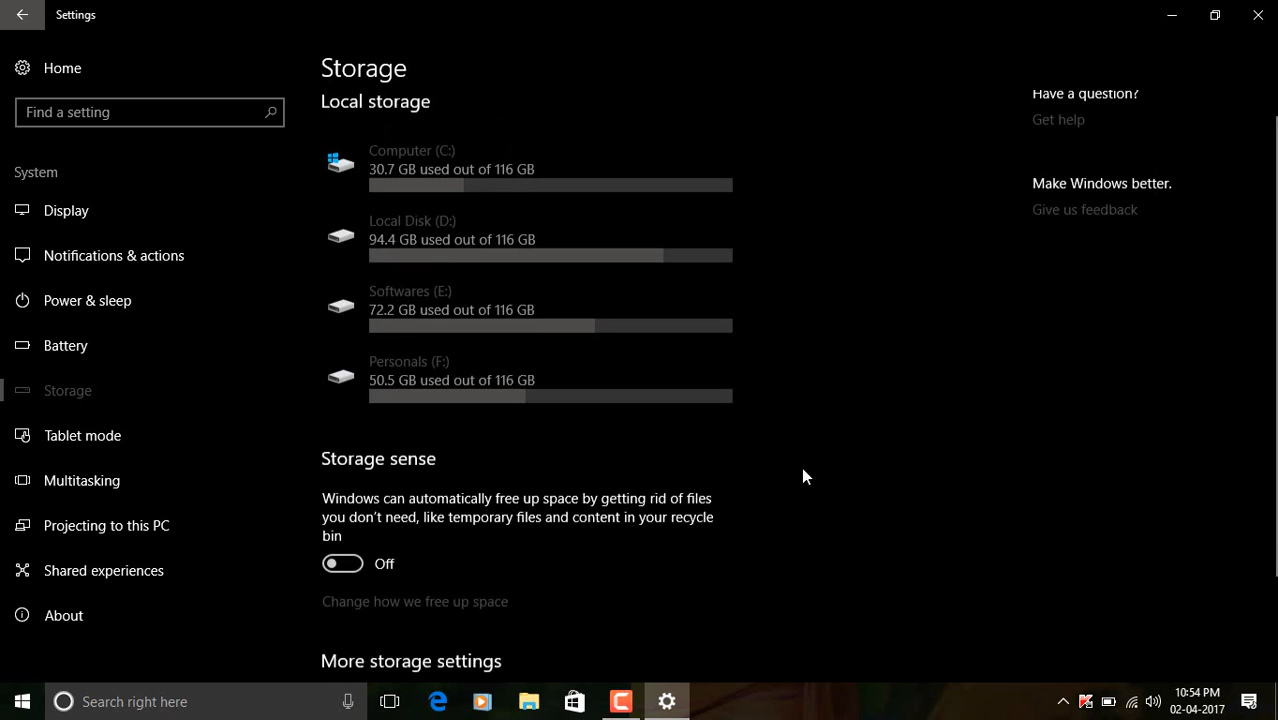 Settings
Home
Find a setting
System
Display
Notifications & actions
Power & sleep
Battery
Storage
Tablet mode
Multitasking
Projecting to this PC
Shared experiences
About
Storage
Local storage
Computer (C:)
30.7 GB used out of 116 GB
Local Disk (D:)
94.4 GB used out of 116 GB
Softwares (E:)
72.2 GB used out of 116 GB
Personals (F:)
50.5 GB used out of 116 GB
Storage sense
Windows can automatically free up space by getting rid of files
you don't need, like temporary files and content in your recycle
bin
Off
Change how we free up space
More storage settings
Have a question?
Get help
Make Windows better.
Give us feedback
Search right here
10:54 PM
02-04-2017